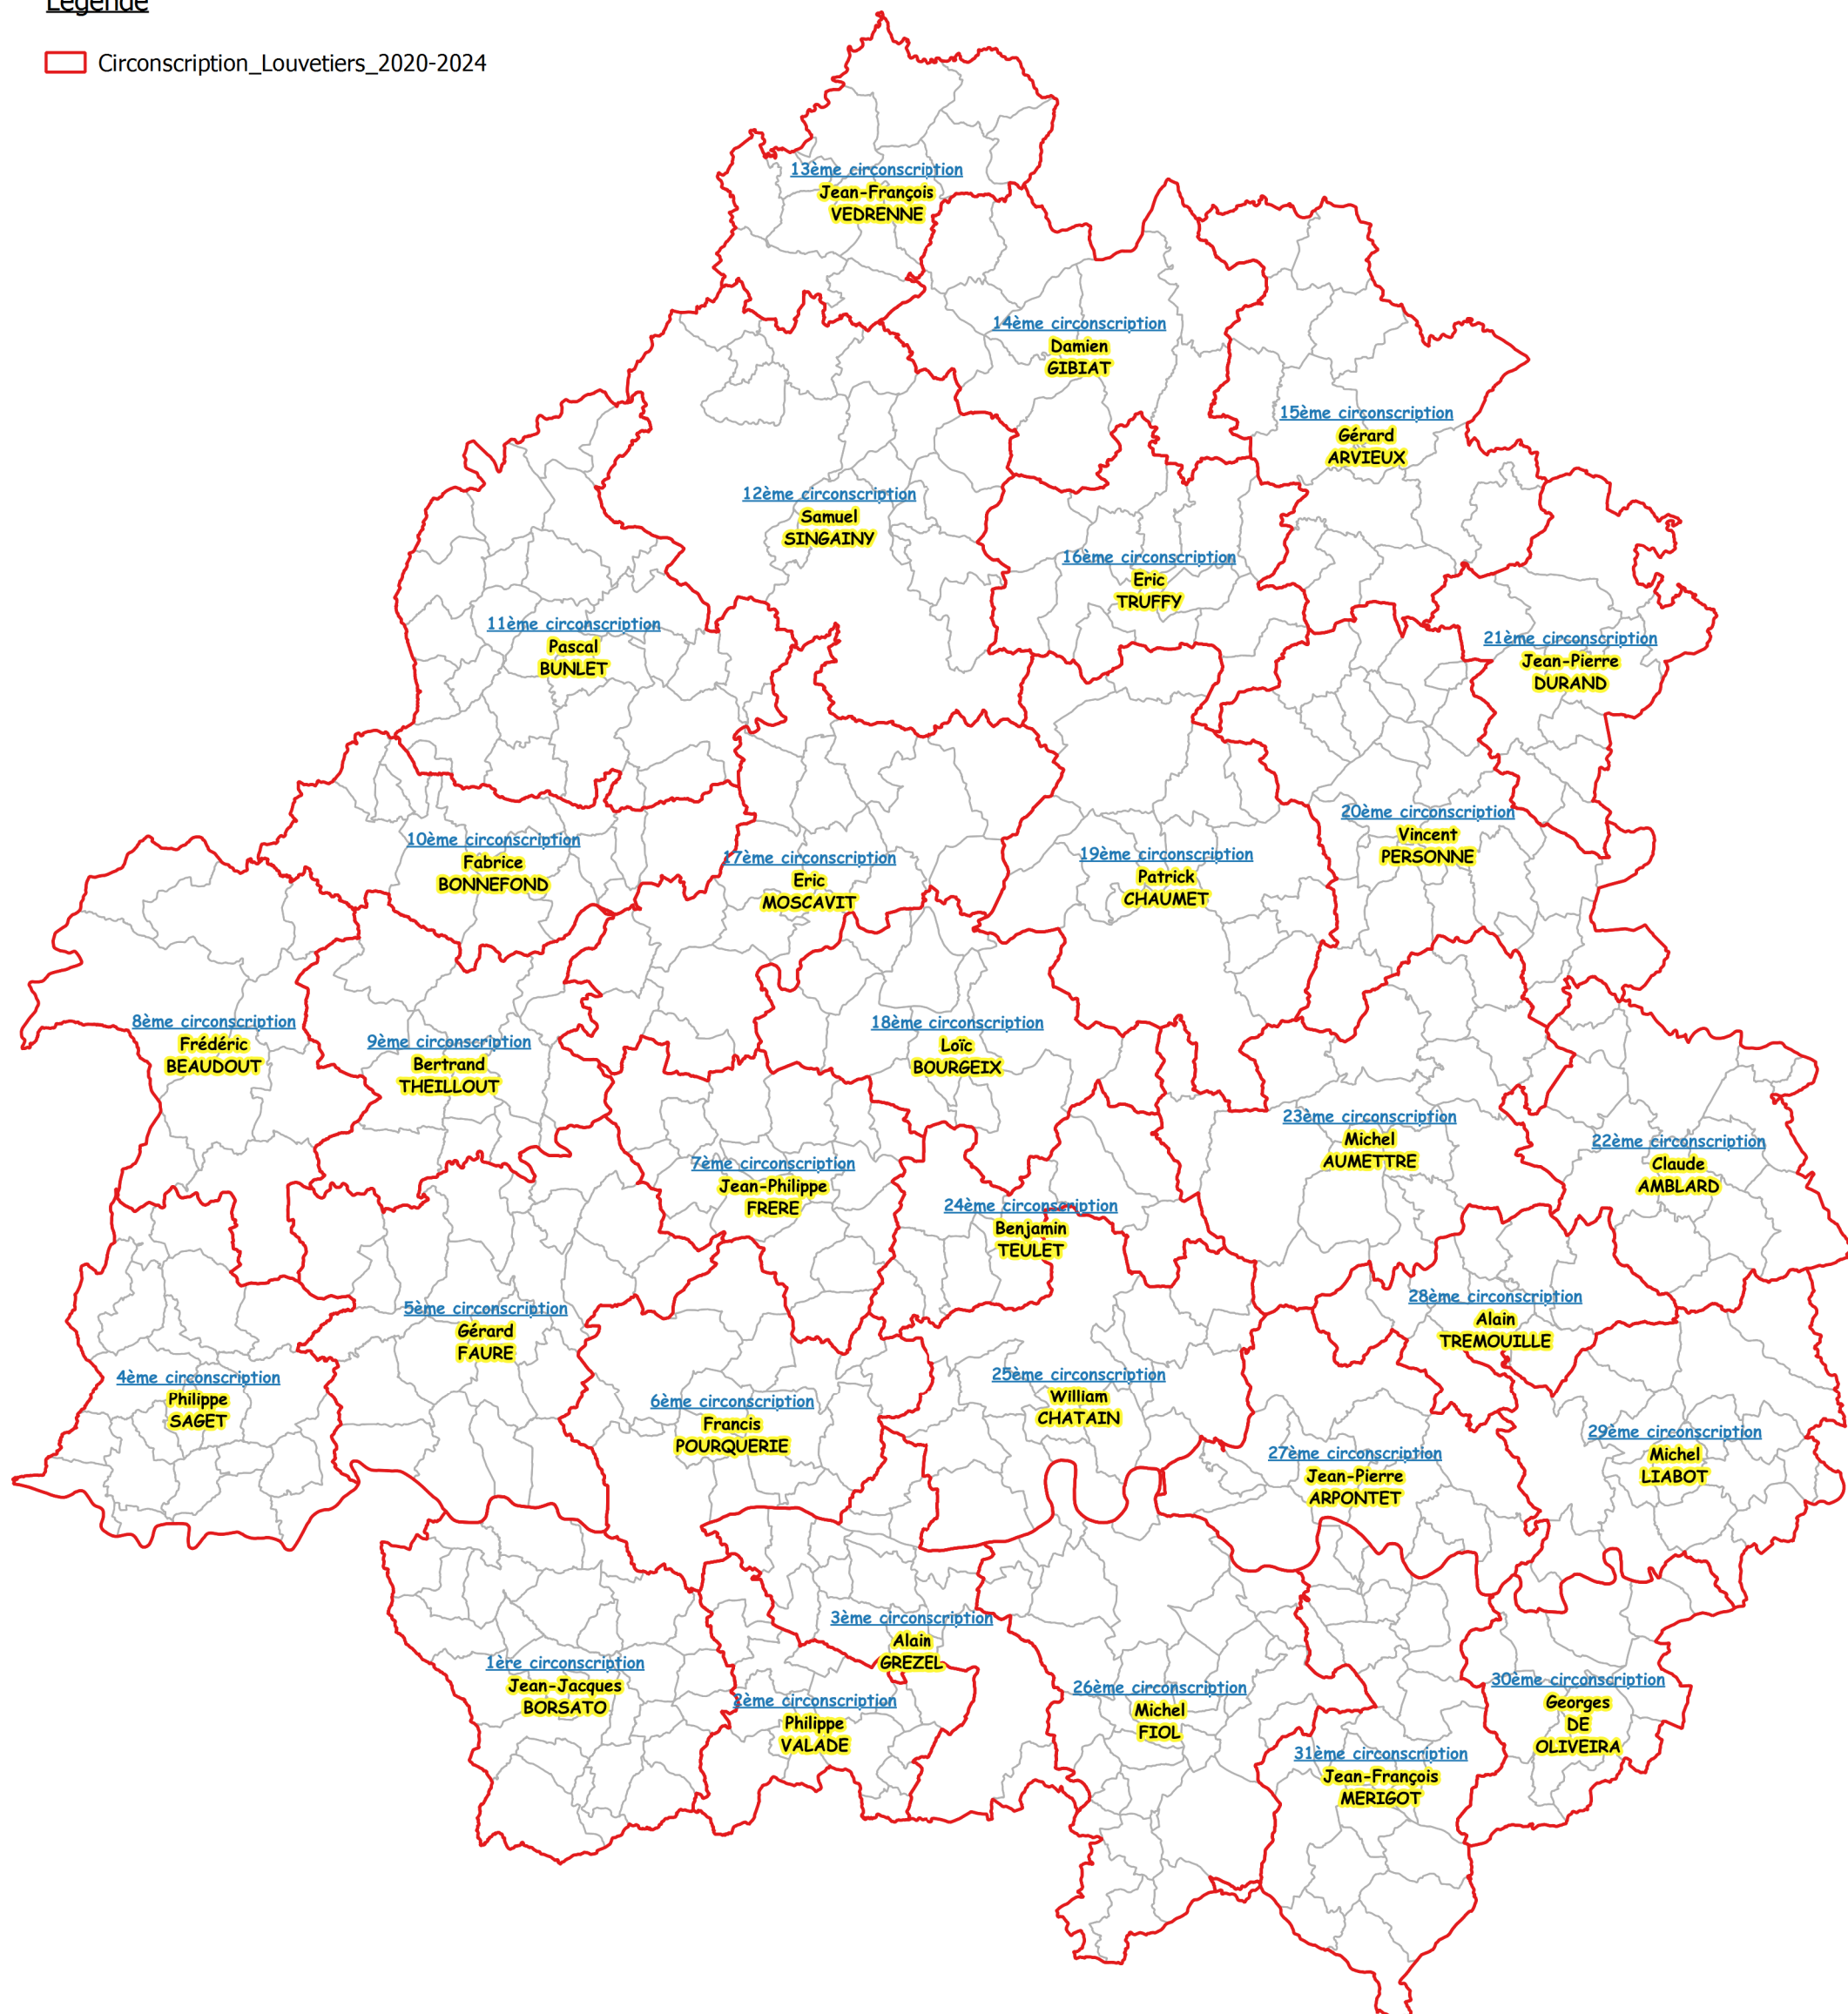 Légende
Circonscription_Louvetiers_2020-2024
13ème circonscription
Jean-François
VEDRENNE
14ème circonscription
Damien
GIBIAT
15ème circonscription
Gérard
ARVIEUX
12ème circonscription
Samuel
SINGAINY
16ème circonscription
Eric
TRUFFY
11ème circonscription
Pascal
BUNLET
21ème circonscription
Jean-Pierre
DURAND
20ème circonscription
Vincent
PERSONNE
10ème circonscription
Fabrice
BONNEFOND
17ème circonscription
Eric
MOSCAVIT
19ème circonscription
Patrick
CHAUMET
8ème circonscription
Frédéric
BEAUDOUT
9ème circonscription
Bertrand
THEILLOUT
18ème circonscription
Loïc
BOURGEIX
23ème circonscription
Michel
AUMETTRE
22ème circonscription
Claude
AMBLARD
7ème circonscription
Jean-Philippe
FRERE
24ème circonscription
Benjamin
TEULET
28ème circonscription
Alain
TREMOUILLE
5ème circonscription
Gérard
FAURE
4ème circonscription
Philippe
SAGET
25ème circonscription
William
CHATAIN
6ème circonscription
Francis
POURQUERIE
29ème circonscription
Michel
LIABOT
27ème circonscription
Jean-Pierre
ARPONTET
3ème circonscription
Alain
GREZEL
1ère circonscription
Jean-Jacques
BORSATO
2ème circonscription
Philippe
VALADE
26ème circonscription
Michel
FIOL
30ème circonscription
Georges
DE
OLIVEIRA
31ème circonscription
Jean-François
MERIGOT